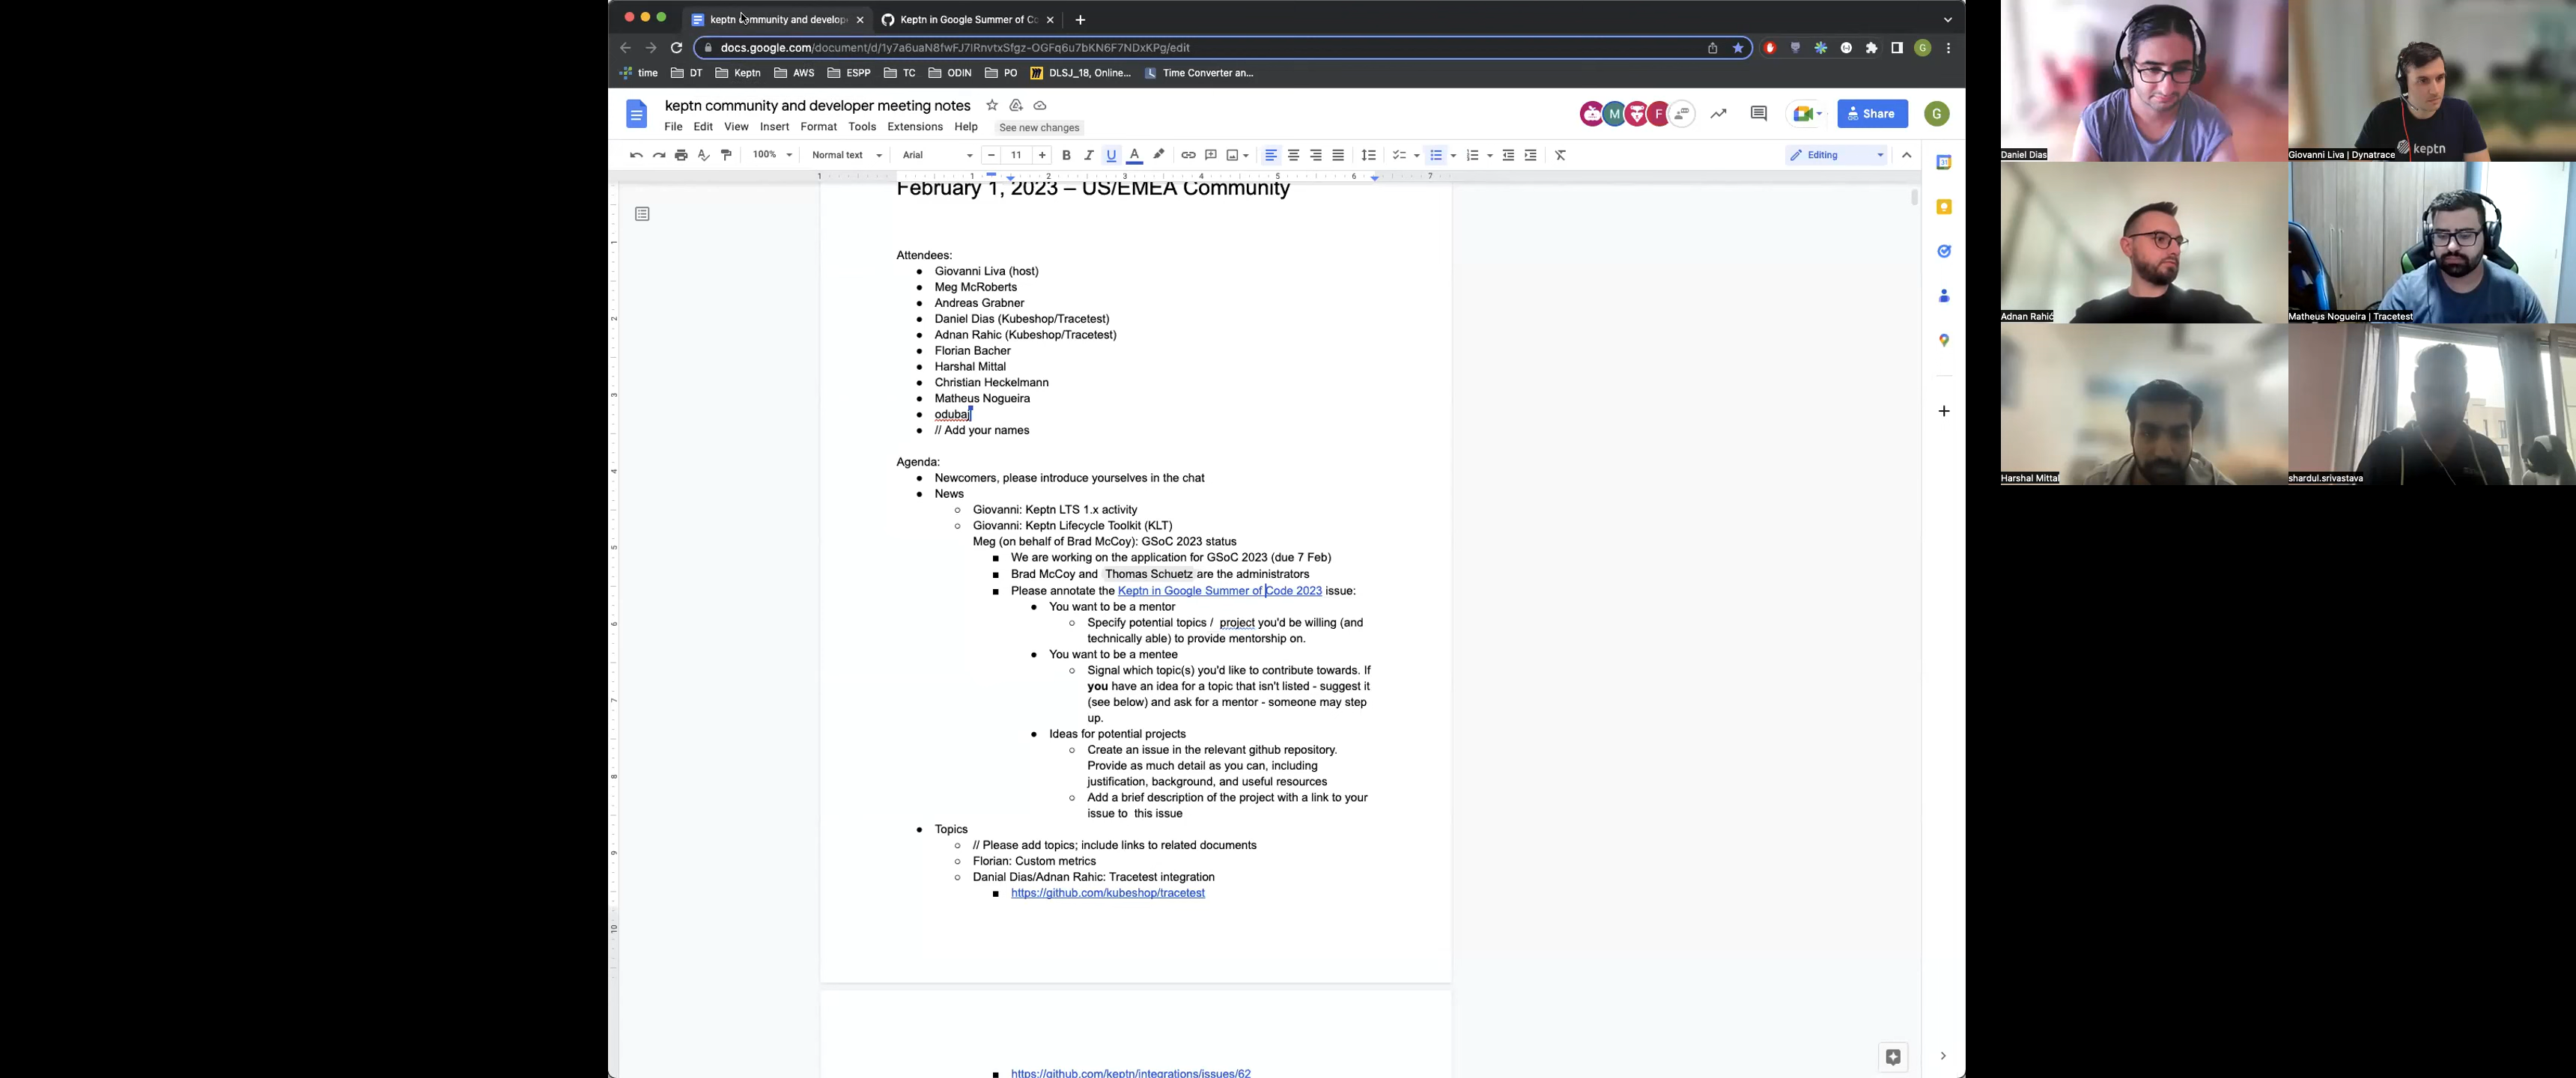 keptn community and develop
Keptn in Google Summer of Co
docs.google.com/document/d/1y7a6uaN8fwFJ7lRnvtxSfgz-OGFq6u7bKN6F7NDxKPg/edit
G
time
DT
Keptn
AWS
ESPP
TC
ODIN
PO
DLSJ_18, Online...
Time Converter an...
keptn community and developer meeting notes
File Edit View Insert Format Tools Extensions Help See new changes
M
F
Share
G
100%
Normal text
Arial
11
Editing
February 1, 2023 – US/EMEA Community
Attendees:
● Giovanni Liva (host)
● Meg McRoberts
● Andreas Grabner
● Daniel Dias (Kubeshop/Tracetest)
● Adnan Rahic (Kubeshop/Tracetest)
● Florian Bacher
● Harshal Mittal
● Christian Heckelmann
● Matheus Nogueira
● odubaj
● // Add your names
Agenda:
● Newcomers, please introduce yourselves in the chat
● News
○ Giovanni: Keptn LTS 1.x activity
○ Giovanni: Keptn Lifecycle Toolkit (KLT)
Meg (on behalf of Brad McCoy): GSoC 2023 status
■ We are working on the application for GSoC 2023 (due 7 Feb)
■ Brad McCoy and Thomas Schuetz are the administrators
■ Please annotate the Keptn in Google Summer of Code 2023 issue:
● You want to be a mentor
○ Specify potential topics / project you'd be willing (and
technically able) to provide mentorship on.
● You want to be a mentee
○ Signal which topic(s) you'd like to contribute towards. If
you have an idea for a topic that isn't listed - suggest it
(see below) and ask for a mentor - someone may step
up.
● Ideas for potential projects
○ Create an issue in the relevant github repository.
Provide as much detail as you can, including
justification, background, and useful resources
○ Add a brief description of the project with a link to your
issue to this issue
● Topics
○ // Please add topics; include links to related documents
○ Florian: Custom metrics
○ Danial Dias/Adnan Rahic: Tracetest integration
■ https://github.com/kubeshop/tracetest
■ https://github.com/keptn/integrations/issues/62
Daniel Dias
Giovanni Liva | Dynatrace
keptn
Adnan Rahić
Matheus Nogueira | Tracetest
Harshal Mittal
shardul.srivastava